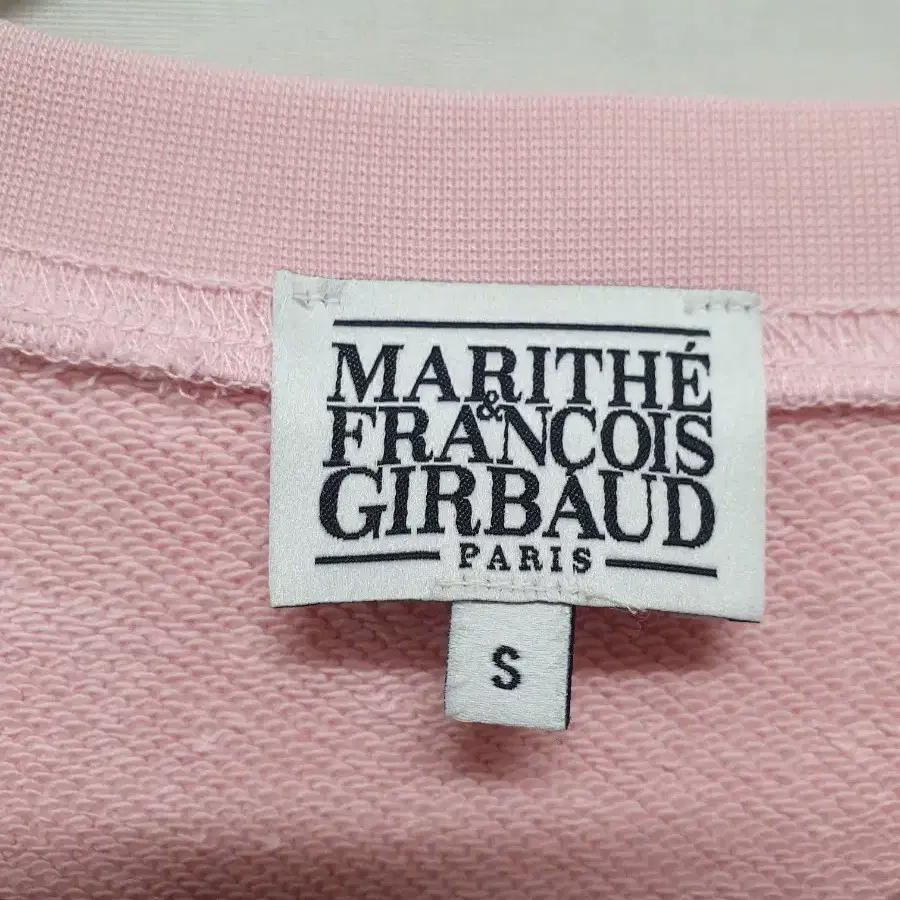 MARITHÉ
&
FRANÇOIS
GIRBAUD
PARIS
S